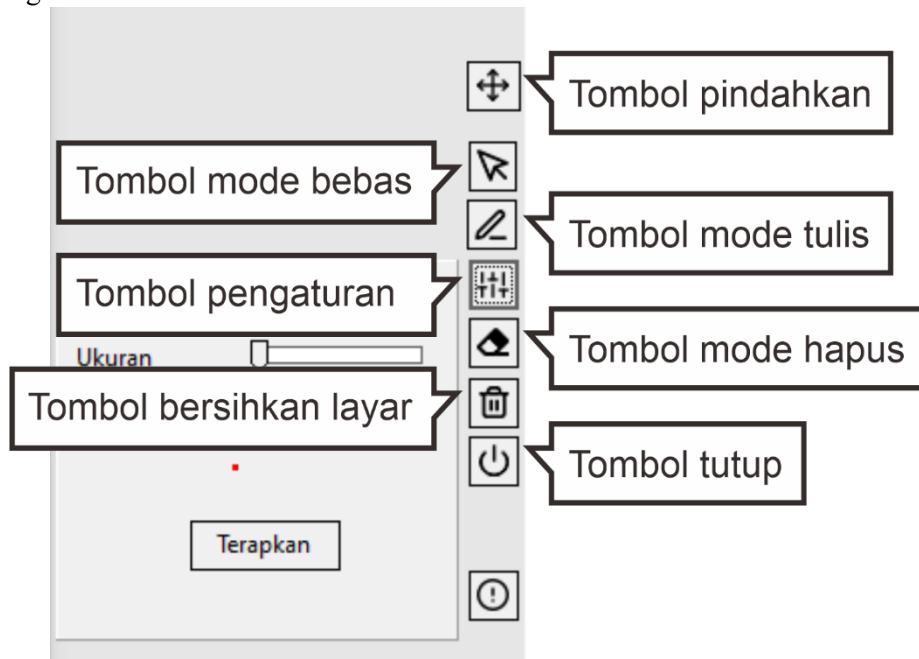 Tombol pindahkan
Tombol mode bebas
Tombol mode tulis
Tombol pengaturan
Ukuran
Tombol mode hapus
Tombol bersihkan layar
Tombol tutup
Terapkan